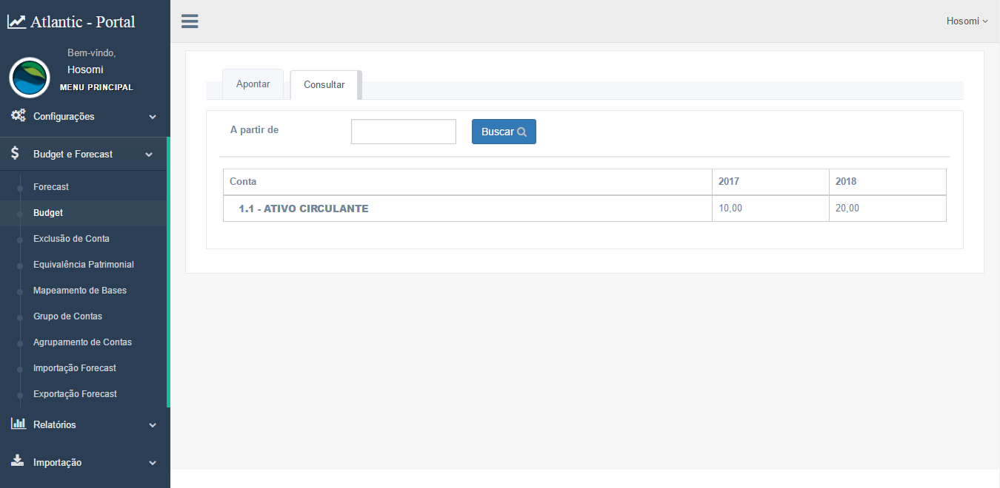 Atlantic - Portal
Bem-vindo,
Hosomi
MENU PRINCIPAL
Configurações
Budget e Forecast
Forecast
Budget
Exclusão de Conta
Equivalência Patrimonial
Mapeamento de Bases
Grupo de Contas
Agrupamento de Contas
Importação Forecast
Exportação Forecast
Relatórios
Importação
Hosomi
Apontar Consultar
A partir de Buscar
Conta 2017 2018
1.1 - ATIVO CIRCULANTE 10,00 20,00